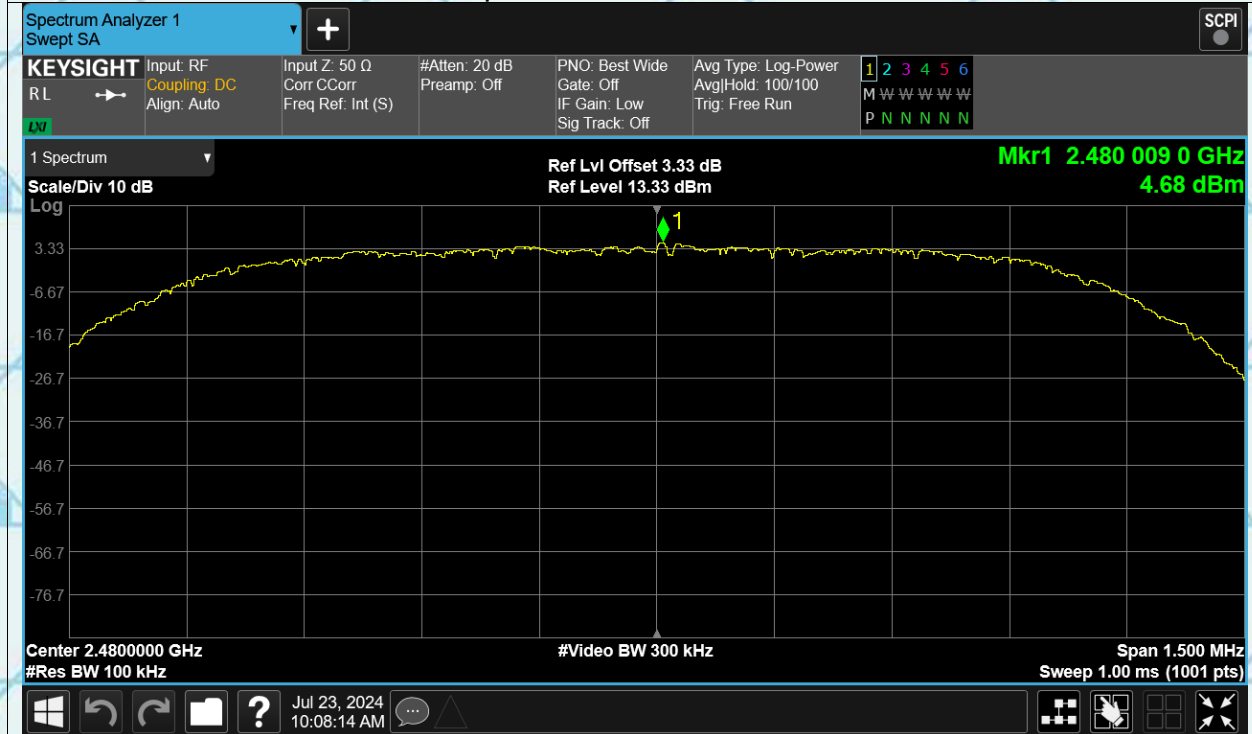 Spectrum Analyzer 1
Swept SA
+
SCPI
KEYSIGHT
R L
LXI
Input: RF
Coupling: DC
Align: Auto
Input Z: 50 Ω
Corr CCorr
Freq Ref: Int (S)
#Atten: 20 dB
Preamp: Off
PNO: Best Wide
Gate: Off
IF Gain: Low
Sig Track: Off
Avg Type: Log-Power
Avg|Hold: 100/100
Trig: Free Run
1 2 3 4 5 6
M W W W W W
P N N N N N
1 Spectrum
Scale/Div 10 dB
Ref Lvl Offset 3.33 dB
Ref Level 13.33 dBm
Mkr1 2.480 009 0 GHz
4.68 dBm
Log
1
3.33
-6.67
-16.7
-26.7
-36.7
-46.7
-56.7
-66.7
-76.7
Center 2.4800000 GHz
#Video BW 300 kHz
Span 1.500 MHz
#Res BW 100 kHz
Sweep 1.00 ms (1001 pts)
?
Jul 23, 2024
10:08:14 AM